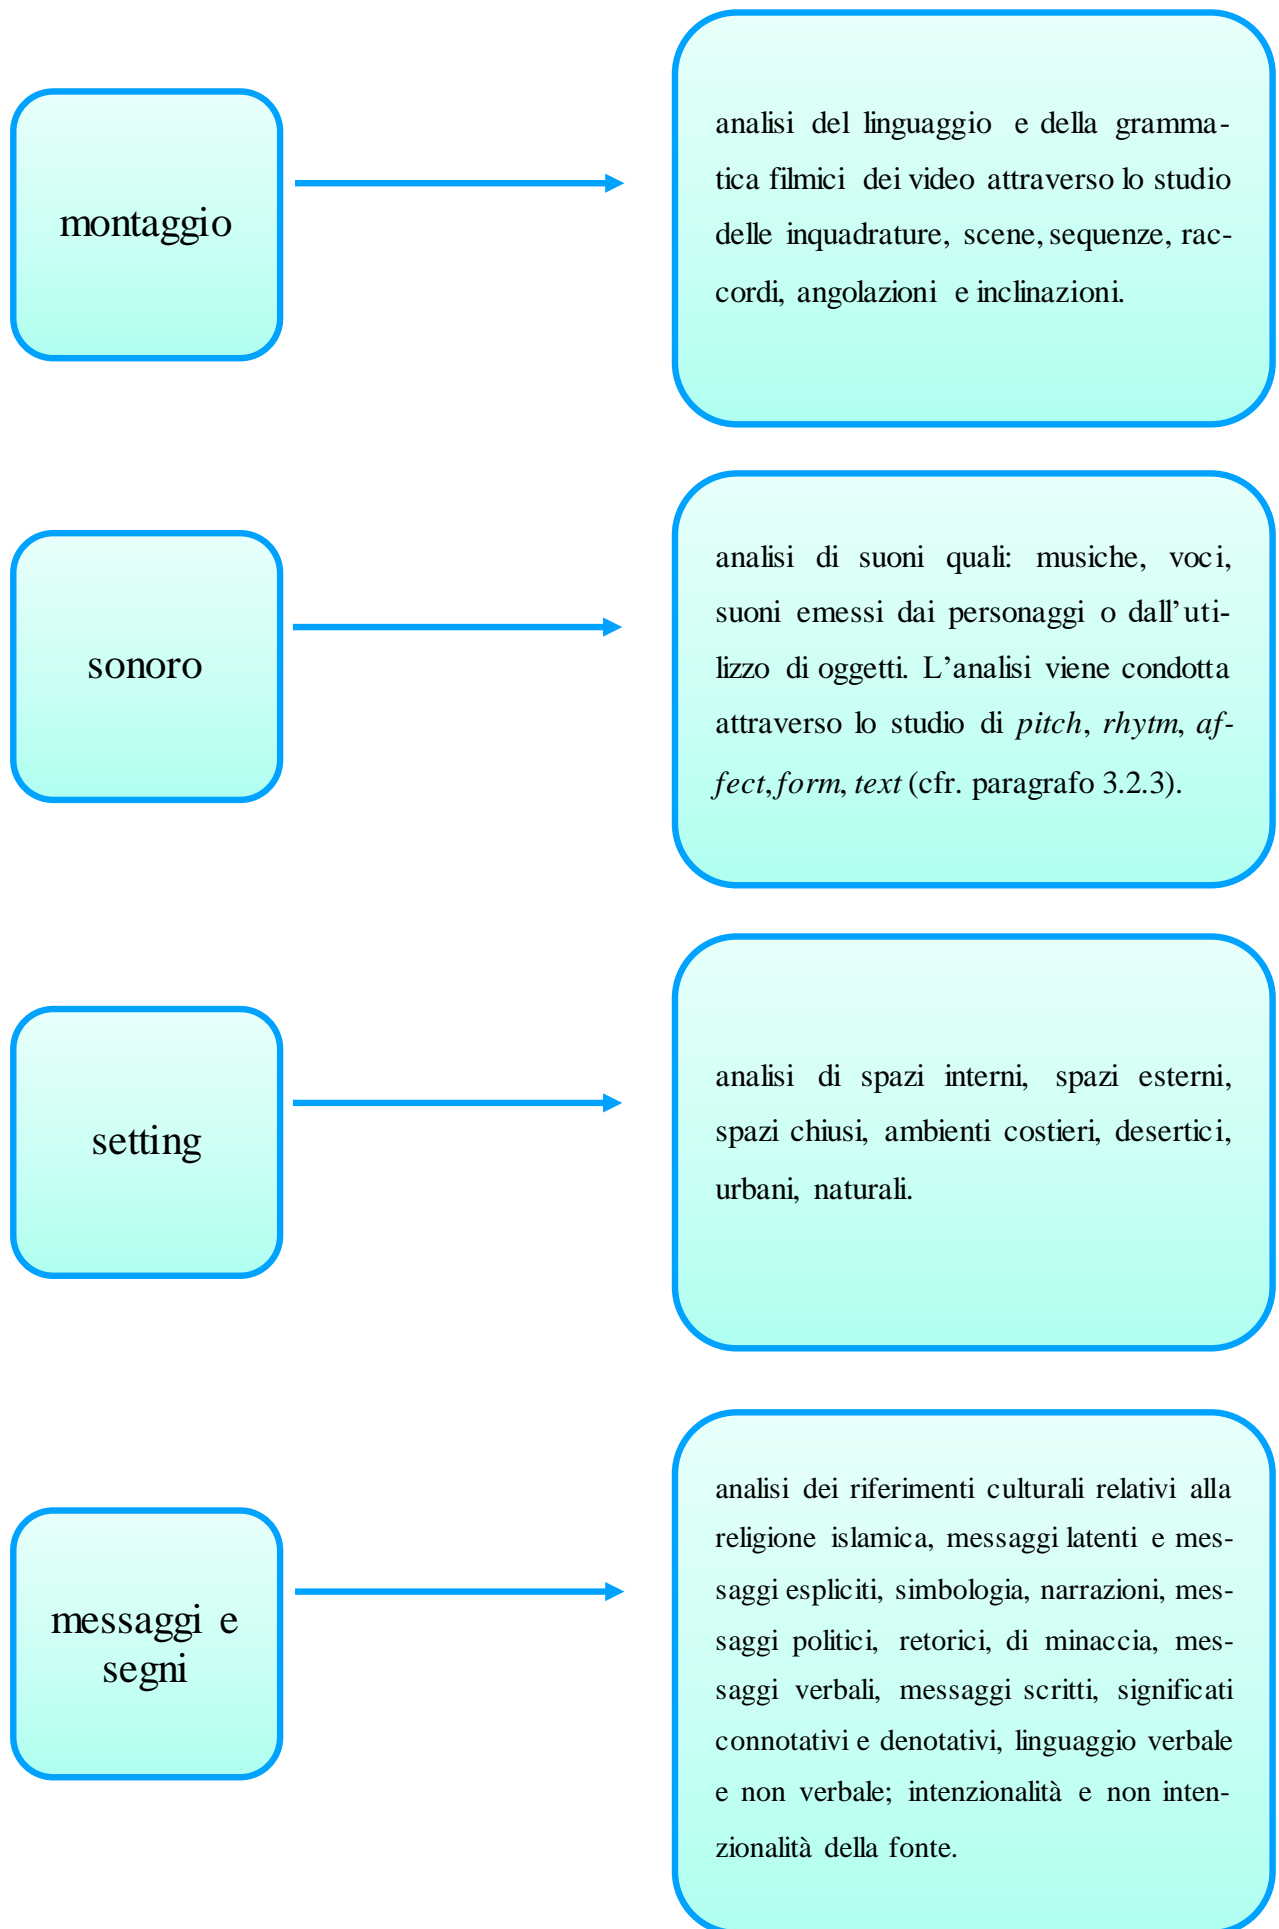 montaggio
analisi del linguaggio e della gramma-
tica filmici dei video attraverso lo studio
delle inquadrature, scene, sequenze, rac-
cordi, angolazioni e inclinazioni.
sonoro
analisi di suoni quali: musiche, voci,
suoni emessi dai personaggi o dall’uti-
lizzo di oggetti. L’analisi viene condotta
attraverso lo studio di pitch, rhytm, af-
fect, form, text (cfr. paragrafo 3.2.3).
setting
analisi di spazi interni, spazi esterni,
spazi chiusi, ambienti costieri, desertici,
urbani, naturali.
messaggi e
segni
analisi dei riferimenti culturali relativi alla
religione islamica, messaggi latenti e mes-
saggi espliciti, simbologia, narrazioni, mes-
saggi politici, retorici, di minaccia, mes-
saggi verbali, messaggi scritti, significati
connotativi e denotativi, linguaggio verbale
e non verbale; intenzionalità e non inten-
zionalità della fonte.